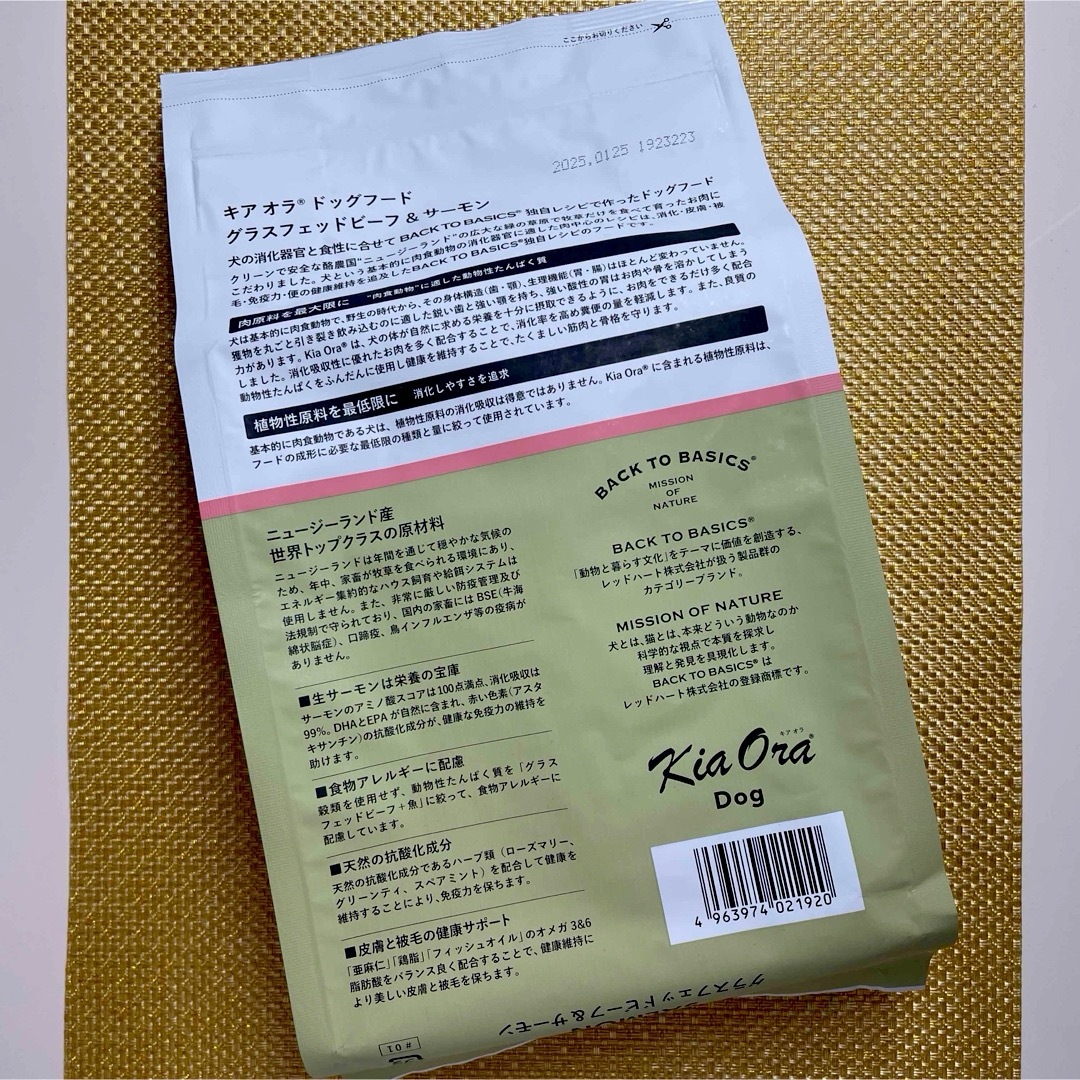 ここからお切りください
2025,0125 1923223
キア オラ® ドッグフード
グラスフェッドビーフ & サーモン
犬の消化器官と食性に合せて BACK TO BASICS® 独自レシピで作ったドッグフード
クリーンで安全な酪農国"ニュージーランド"の広大な緑の草原で牧草だけを食べて育ったお肉に
こだわりました。犬という基本的に肉食動物の消化器官に適した肉中心のレシピは、消化・皮膚・被
毛・免疫力・便の健康維持を追及したBACK TO BASICS®独自レシピのフードです。
肉原料を最大限に "肉食動物"に適した動物性たんぱく質
犬は基本的に肉食動物で、野生の時代から、その身体構造（歯・顎）、生理機能（胃・腸）はほとんど変わっていません。
獲物を丸ごと引き裂き飲み込むのに適した鋭い歯と強い顎を持ち、強い酸性の胃はお肉や骨を溶かしてしまう
力があります。Kia Ora® は、犬の体が自然に求める栄養を十分に摂取できるように、お肉をできるだけ多く配合
しました。消化吸収性に優れたお肉を多く配合することで、消化率を高め糞便の量を軽減します。また、良質の
動物性たんぱくをふんだんに使用し健康を維持することで、たくましい筋肉と骨格を守ります。
植物性原料を最低限に 消化しやすさを追求
基本的に肉食動物である犬は、植物性原料の消化吸収は得意ではありません。Kia Ora® に含まれる植物性原料は、
フードの成形に必要な最低限の種類と量に絞って使用されています。
ニュージーランド産
世界トップクラスの原材料
ニュージーランドは年間を通じて穏やかな気候の
ため、年中、家畜が牧草を食べられる環境にあり、
エネルギー集約的なハウス飼育や給餌システムは
使用しません。また、非常に厳しい防疫管理及び
法規制で守られており、国内の家畜には BSE（牛海
綿状脳症）、口蹄疫、鳥インフルエンザ等の疫病が
ありません。
■生サーモンは栄養の宝庫
サーモンのアミノ酸スコアは100点満点、消化吸収は
99%。DHAとEPA が自然に含まれ、赤い色素（アスタ
キサンチン）の抗酸化成分が、健康な免疫力の維持を
助けます。
■食物アレルギーに配慮
穀類を使用せず、動物性たんぱく質を「グラス
フェッドビーフ＋魚」に絞って、食物アレルギーに
配慮しています。
■天然の抗酸化成分
天然の抗酸化成分であるハーブ類（ローズマリー、
グリーンティ、スペアミント）を配合して健康を
維持することにより、免疫力を保ちます。
■皮膚と被毛の健康サポート
「亜麻仁」「鶏脂」「フィッシュオイル」のオメガ 3&6
脂肪酸をバランス良く配合することで、健康維持に
より美しい皮膚と被毛を保ちます。
BACK TO BASICS®
MISSION
OF
NATURE
BACK TO BASICS®
「動物と暮らす文化」をテーマに価値を創造する、
レッドハート株式会社が扱う製品群の
カテゴリーブランド。
MISSION OF NATURE
犬とは、猫とは、本来どういう動物なのか
科学的な視点で本質を探求し
理解と発見を具現化します。
BACK TO BASICS® は
レッドハート株式会社の登録商標です。
キア オラ
Kia Ora®
Dog
4 963974 021920
グラスフェッドビーフ&サーモン
#01